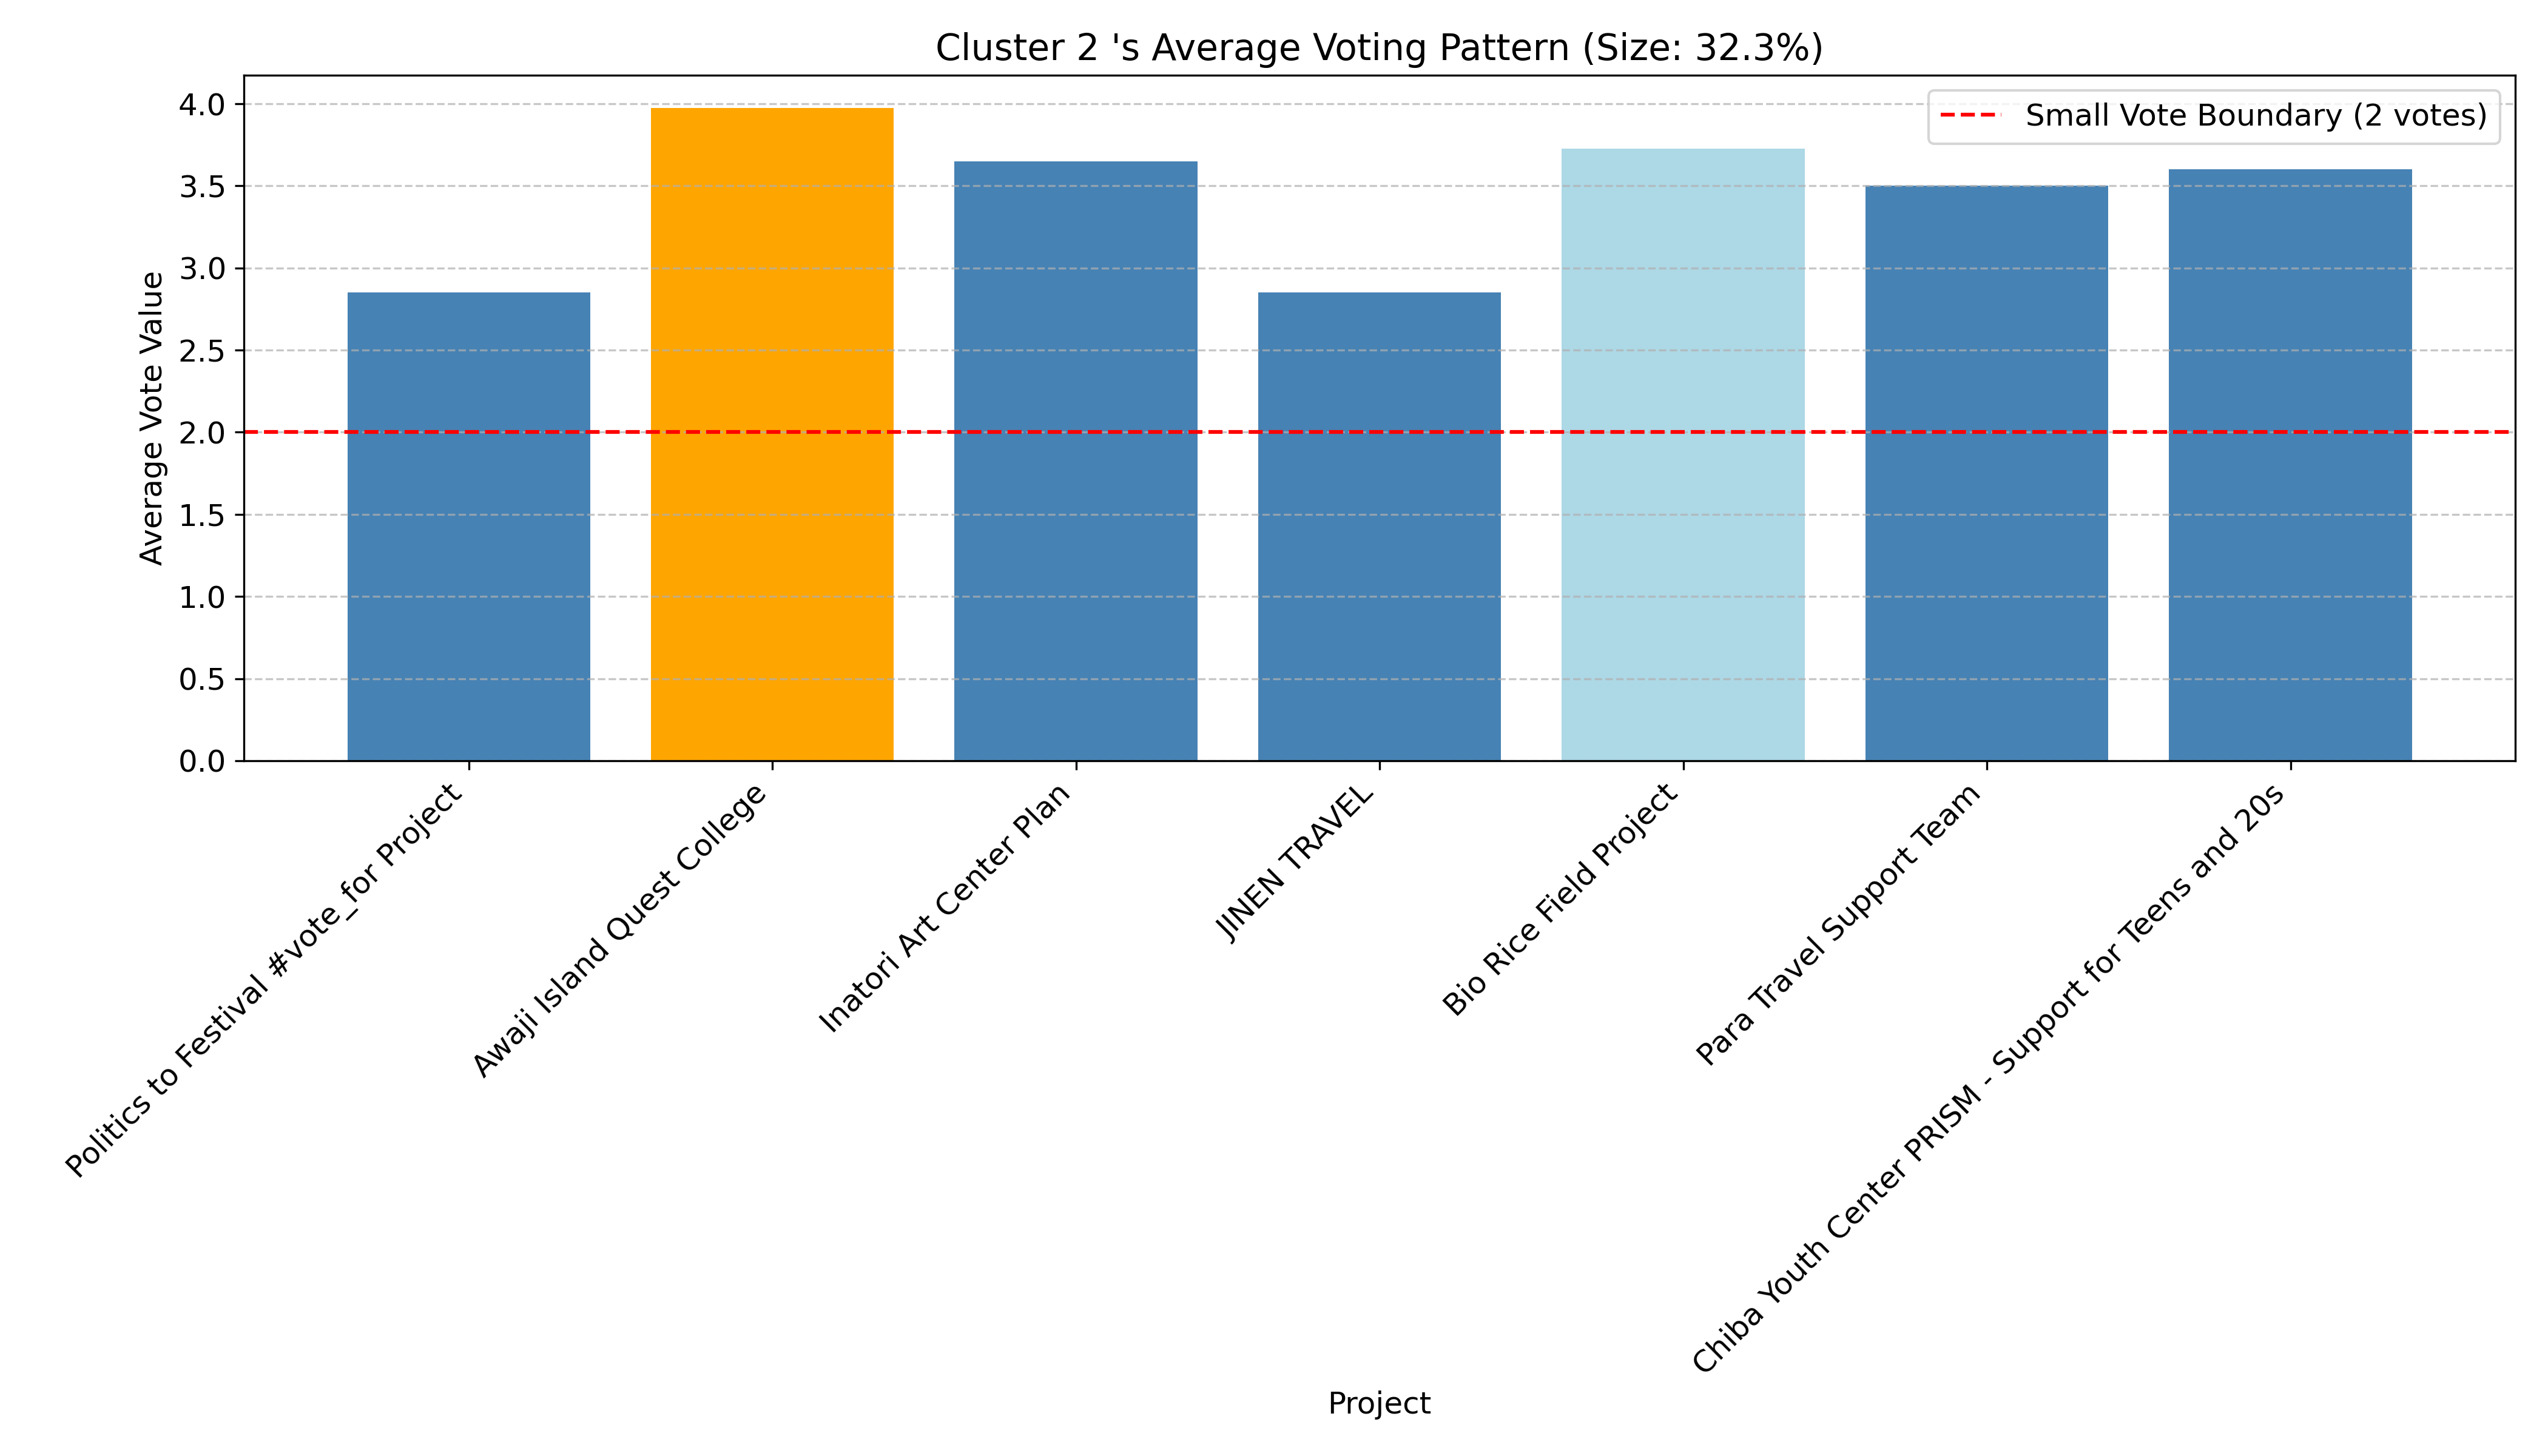 Cluster 2 's Average Voting Pattern (Size: 32.3%)
Small Vote Boundary (2 votes)
Average Vote Value
4.0
3.5
3.0
2.5
2.0
1.5
1.0
0.5
0.0
Politics to Festival #vote_for Project
Awaji Island Quest College
Inatori Art Center Plan
JINEN TRAVEL
Bio Rice Field Project
Para Travel Support Team
Chiba Youth Center PRISM - Support for Teens and 20s
Project